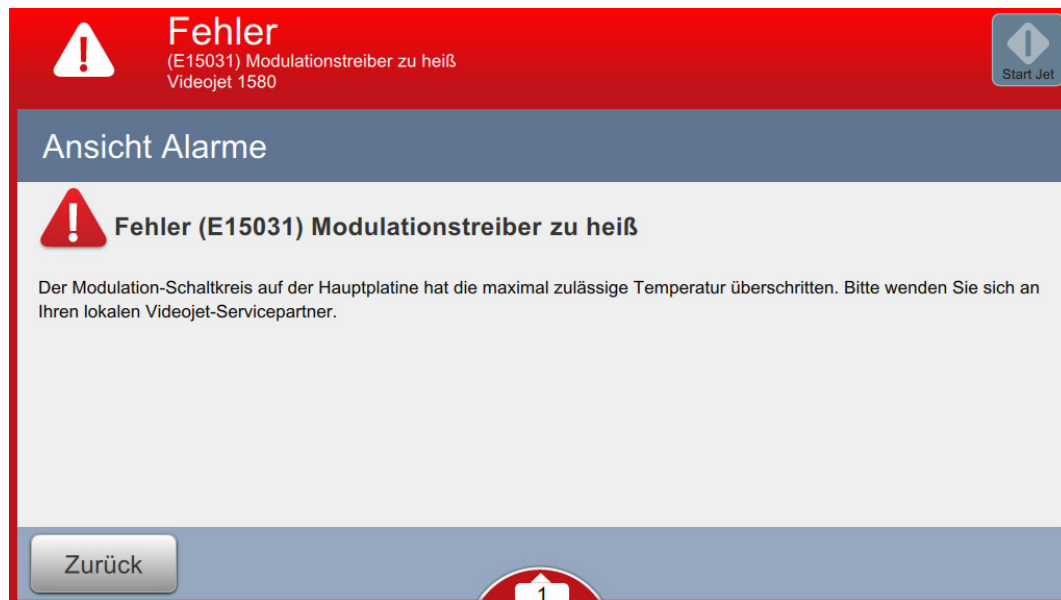 Fehler
(E15031) Modulationstreiber zu heiß
Videojet 1580
Start Jet
Ansicht Alarme
Fehler (E15031) Modulationstreiber zu heiß
Der Modulation-Schaltkreis auf der Hauptplatine hat die maximal zulässige Temperatur überschritten. Bitte wenden Sie sich an
Ihren lokalen Videojet-Servicepartner.
Zurück
1